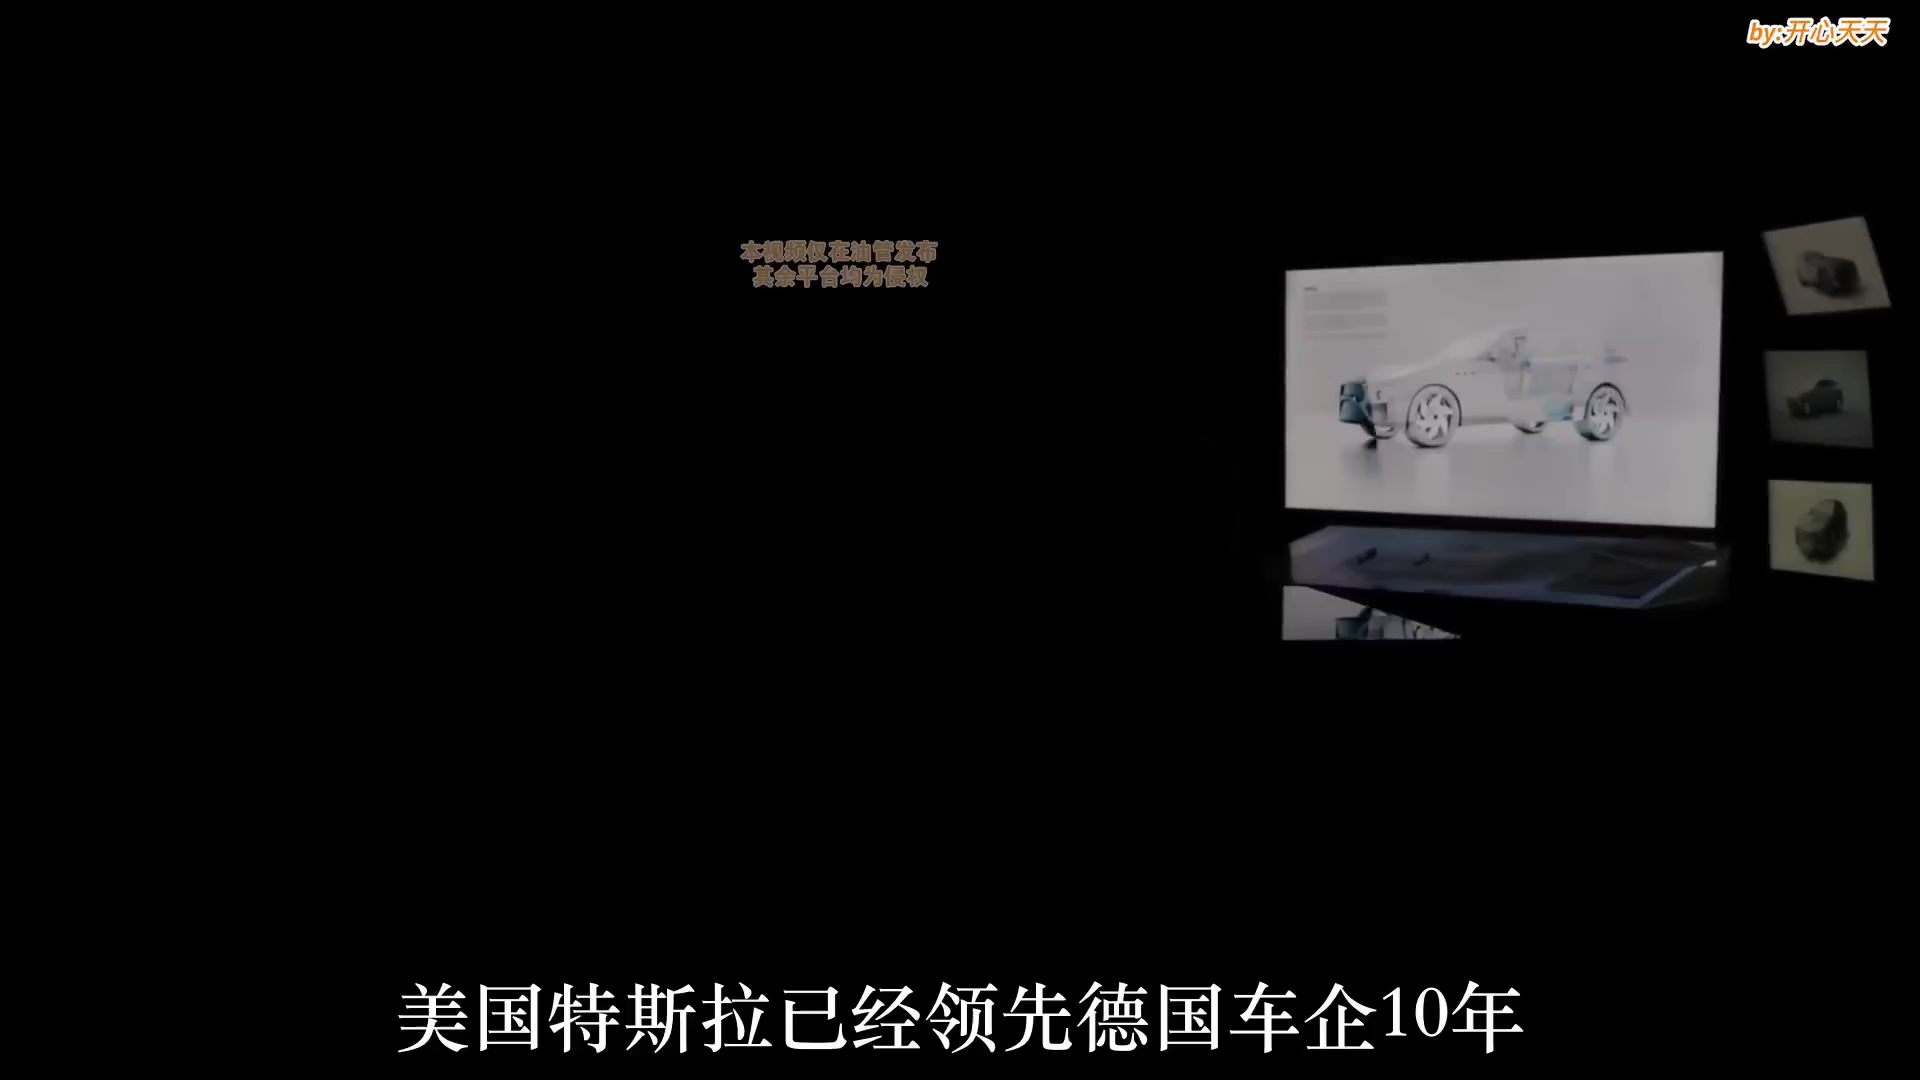 by:开心天天
本视频仅在油管发布
其余平台均为侵权
美国特斯拉已经领先德国车企10年